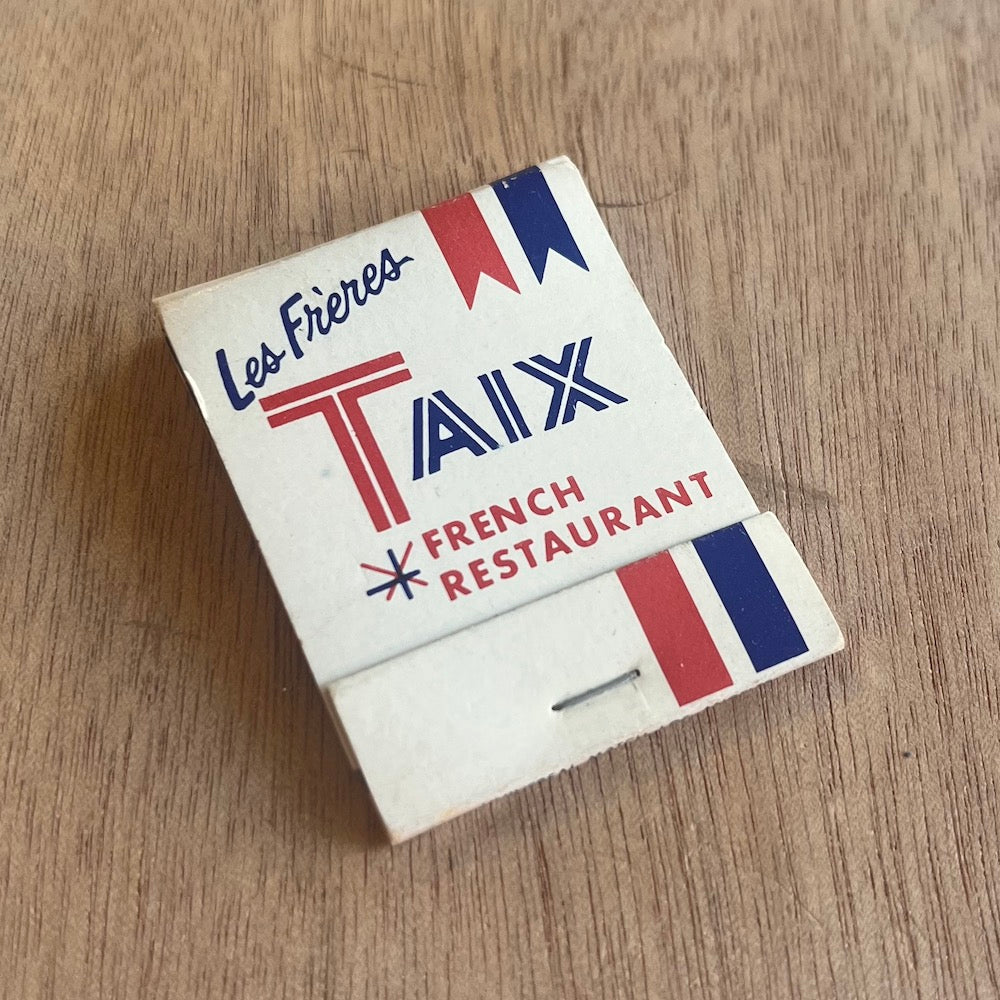 Les Frères
TAIX
FRENCH
RESTAURANT